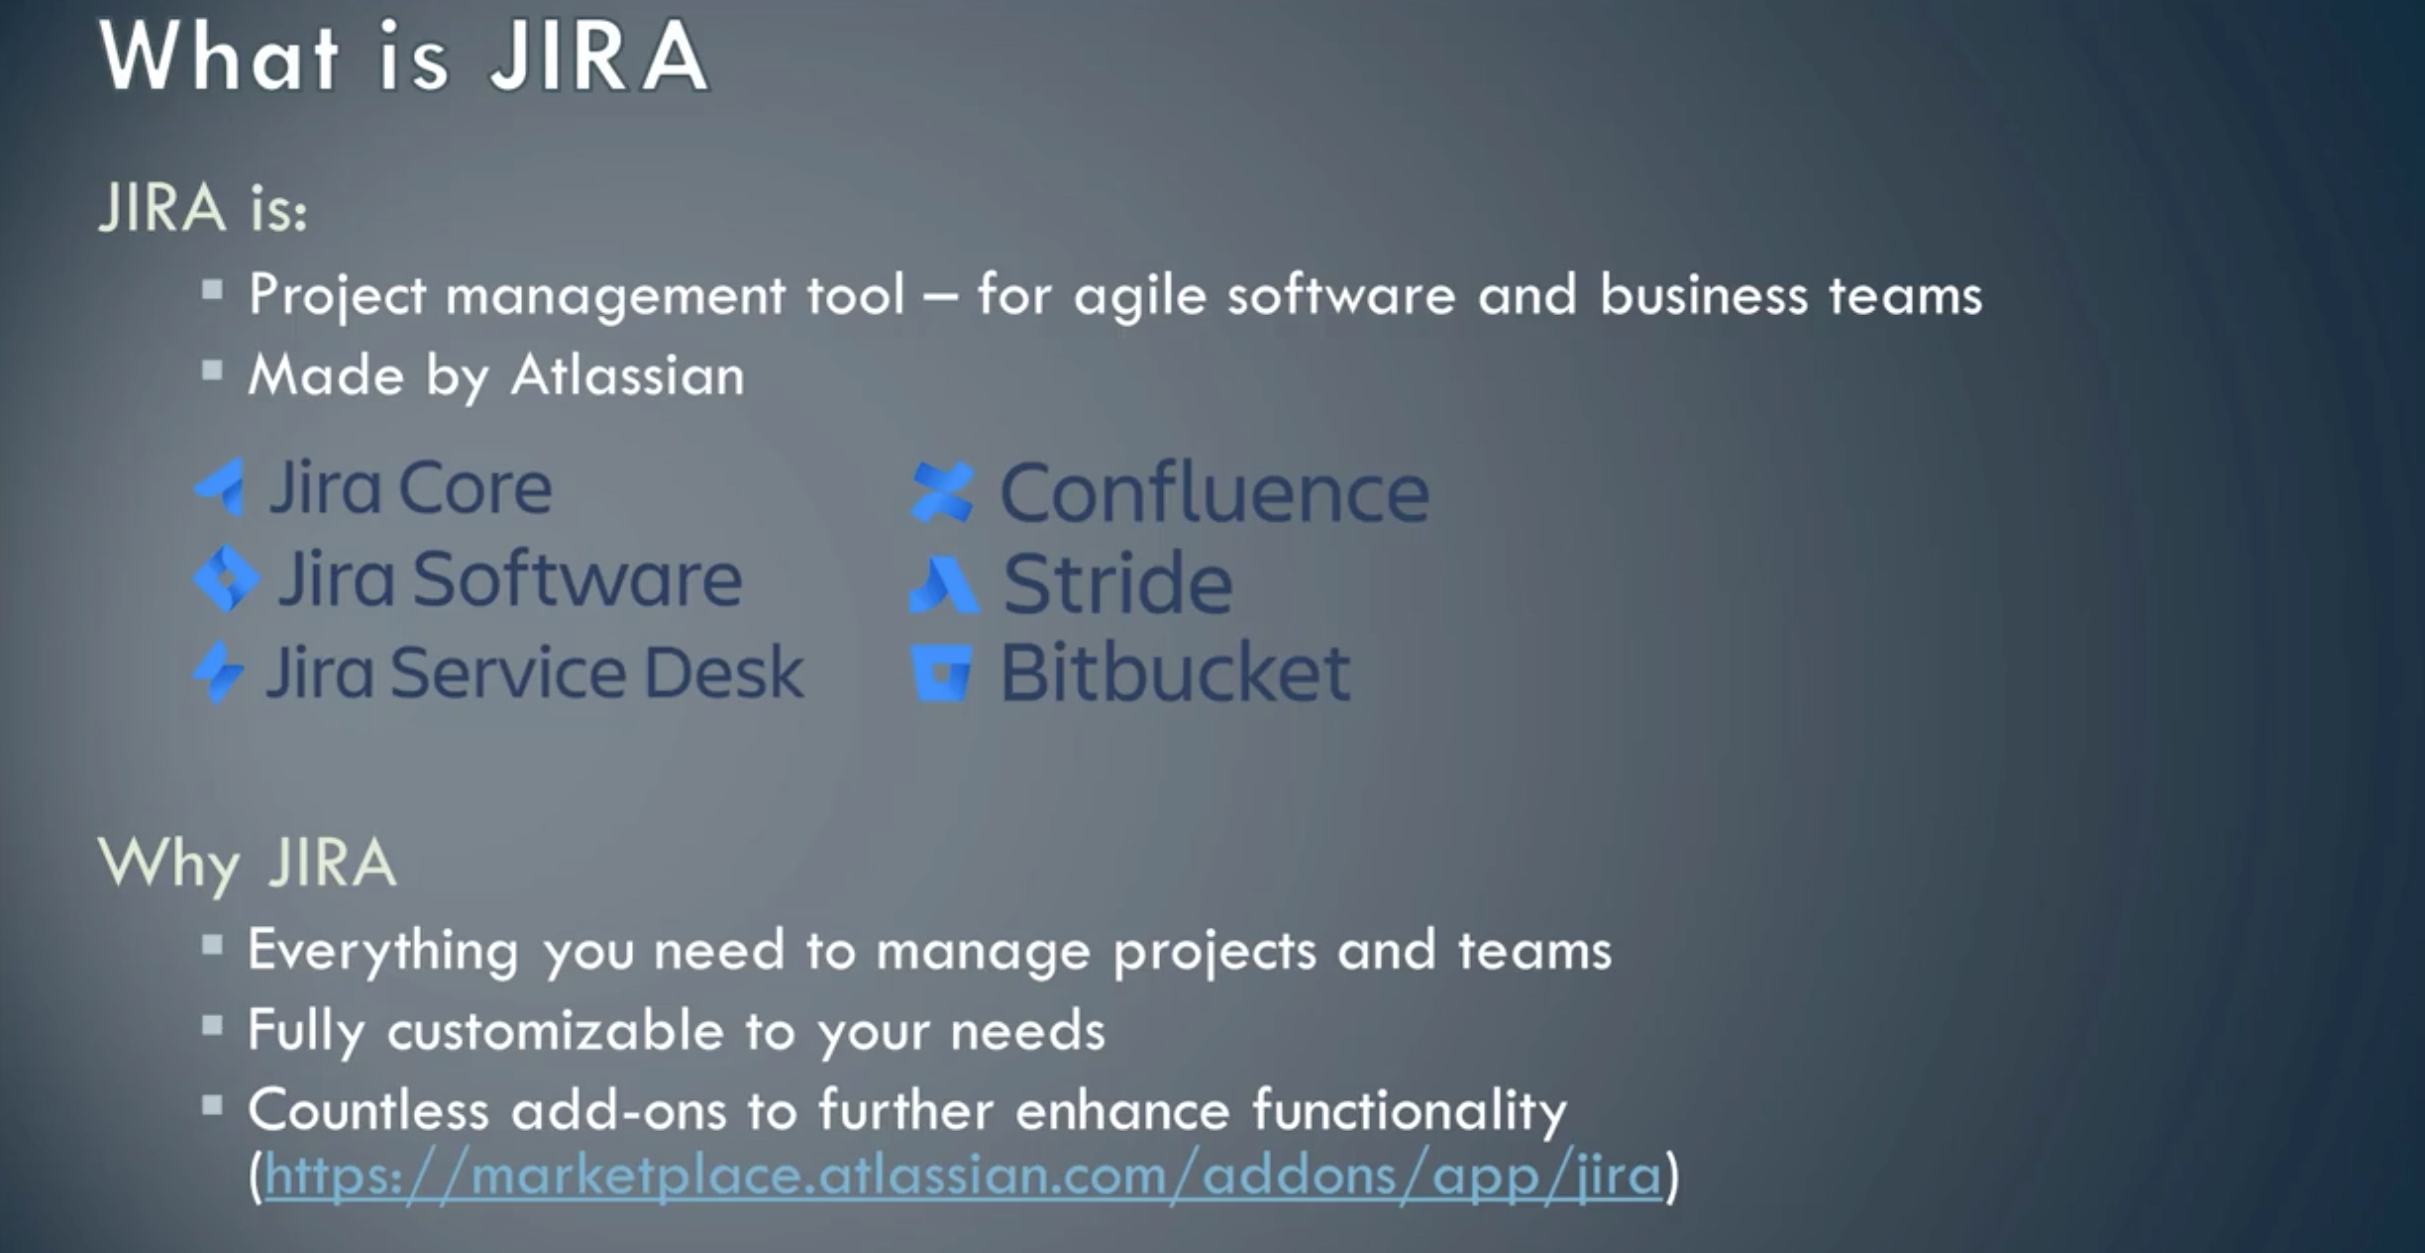 What is JIRA
JIRA is:
Project management tool – for agile software and business teams
Made by Atlassian
Jira Core
Jira Software
Jira Service Desk
Confluence
Stride
Bitbucket
Why JIRA
Everything you need to manage projects and teams
Fully customizable to your needs
Countless add-ons to further enhance functionality
(https://marketplace.atlassian.com/addons/app/jira)